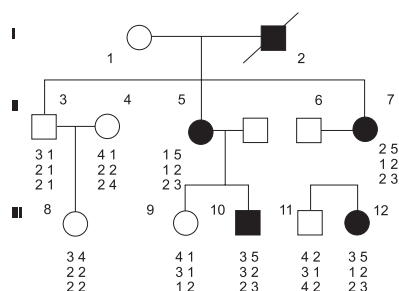 I
1
2
II
3 4 5 6 7
3 1 4 1 1 5 2 5
2 1 2 2 1 2 1 2
2 1 2 4 2 3 2 3
III
8 9 10 11 12
3 4 4 1 3 5 4 2 3 5
2 2 3 1 3 2 3 1 1 2
2 2 1 2 2 3 4 2 2 3